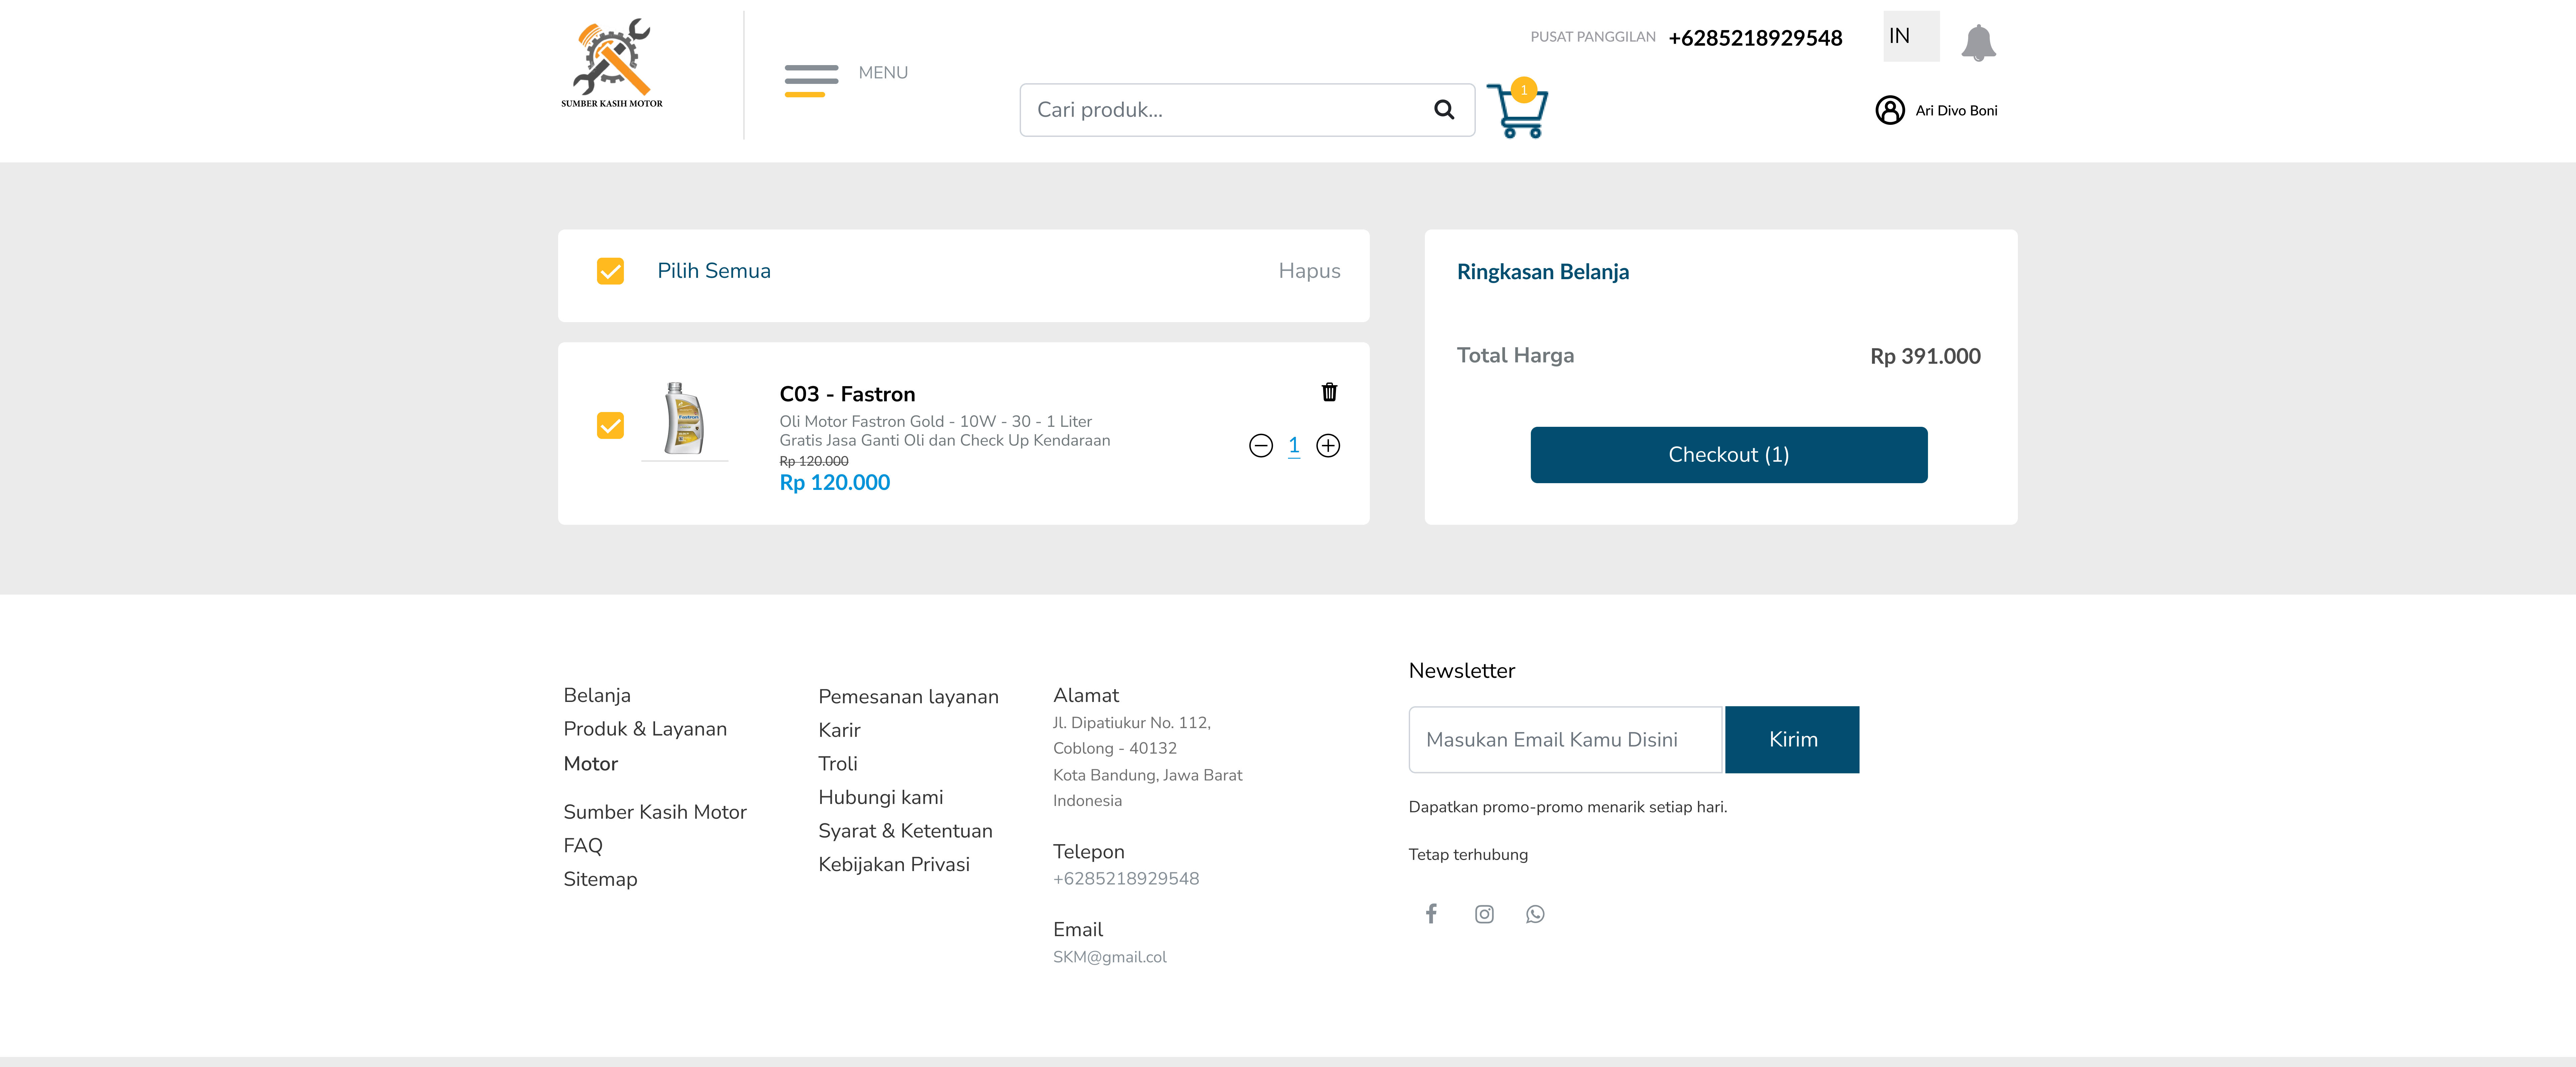 SUMBER KASIH MOTOR
MENU
PUSAT PANGGILAN +6285218929548
IN
Cari produk...
1
Ari Divo Boni
Pilih Semua
Hapus
C03 - Fastron
Oli Motor Fastron Gold - 10W - 30 - 1 Liter
Gratis Jasa Ganti Oli dan Check Up Kendaraan
Rp 120.000
Rp 120.000
1
Fastron
Ringkasan Belanja
Total Harga Rp 391.000
Checkout (1)
Belanja
Produk & Layanan
Motor
Sumber Kasih Motor
FAQ
Sitemap
Pemesanan layanan
Karir
Troli
Hubungi kami
Syarat & Ketentuan
Kebijakan Privasi
Alamat
Jl. Dipatiukur No. 112,
Coblong - 40132
Kota Bandung, Jawa Barat
Indonesia
Telepon
+6285218929548
Email
SKM@gmail.col
Newsletter
Masukan Email Kamu Disini
Kirim
Dapatkan promo-promo menarik setiap hari.
Tetap terhubung